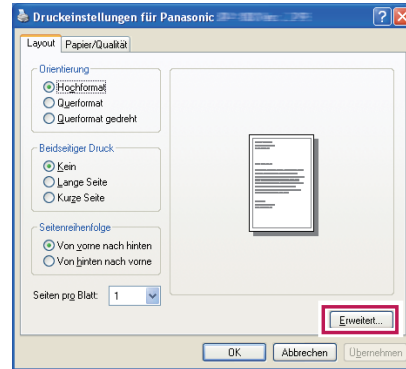 Druckeinstellungen für Panasonic
Layout Papier/Qualität
Orientierung
Hochformat
Querformat
Querformat gedreht
Beidseitiger Druck
Kein
Lange Seite
Kurze Seite
Seitenreihenfolge
Von vorne nach hinten
Von hinten nach vorne
Seiten pro Blatt: 1
Erweitert...
OK Abbrechen Übernehmen